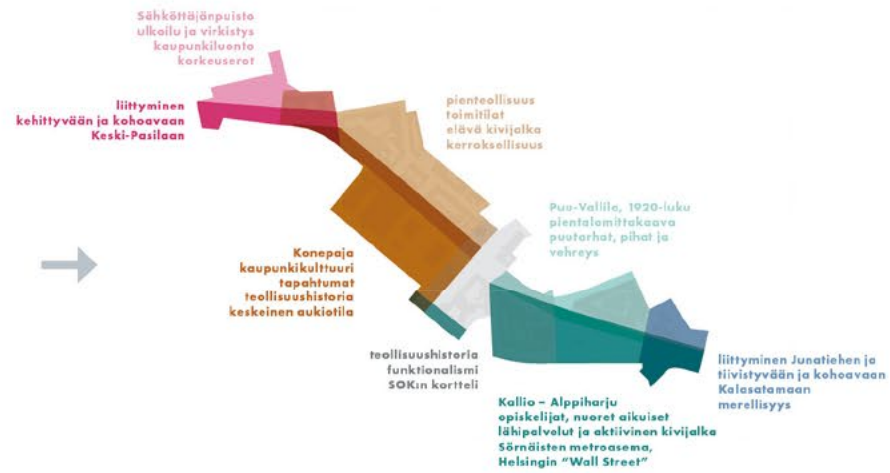 Sähköttäjänpuisto
ulkoilu ja virkistys
kaupunkiluonto
korkeuserot
liittyminen
kehittyvään ja kohoavaan
Keski-Pasilaan
pienteollisuus
toimitilat
elävä kivijalka
kerroksellisuus
Puu-Vallila, 1920-luku
pientalomittakaava
puutarhat, pihat ja
vehreys
Konepaja
kaupunkikulttuuri
tapahtumat
teollisuushistoria
keskeinen aukiotila
teollisuushistoria
funktionalismi
SOK:n kortteli
liittyminen Junatiehen ja
tiivistyvään ja kohoavaan
Kalasatamaan
merellisyys
Kallio – Alppiharju
opiskelijat, nuoret aikuiset
lähipalvelut ja aktiivinen kivijalka
Sörnäisten metroasema,
Helsingin "Wall Street"